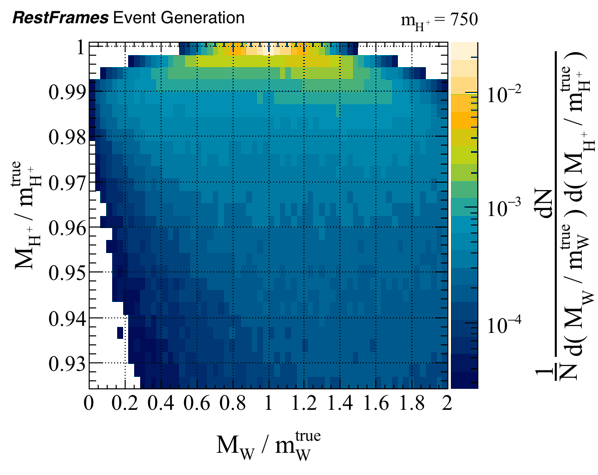 RestFrames Event Generation
m_{H^+} = 750
1
0.99
0.98
0.97
0.96
0.95
0.94
0.93
M_{H^+} / m_{H^+}^{true}
0 0.2 0.4 0.6 0.8 1 1.2 1.4 1.6 1.8 2
M_W / m_W^{true}
10^{−2}
10^{−3}
10^{−4}
1/N dN / d( M_W / m_W^{true} ) d( M_{H^+} / m_{H^+}^{true} )